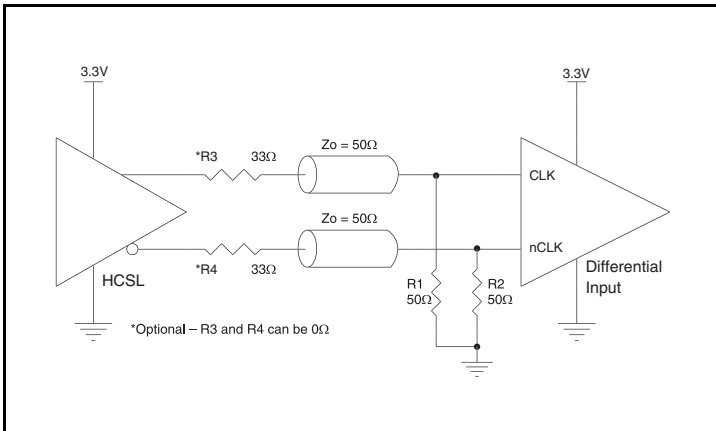 3.3V
3.3V
*R3
33Ω
Zo = 50Ω
CLK
Zo = 50Ω
nCLK
*R4
33Ω
HCSL
R1
50Ω
R2
50Ω
Differential
Input
*Optional – R3 and R4 can be 0Ω